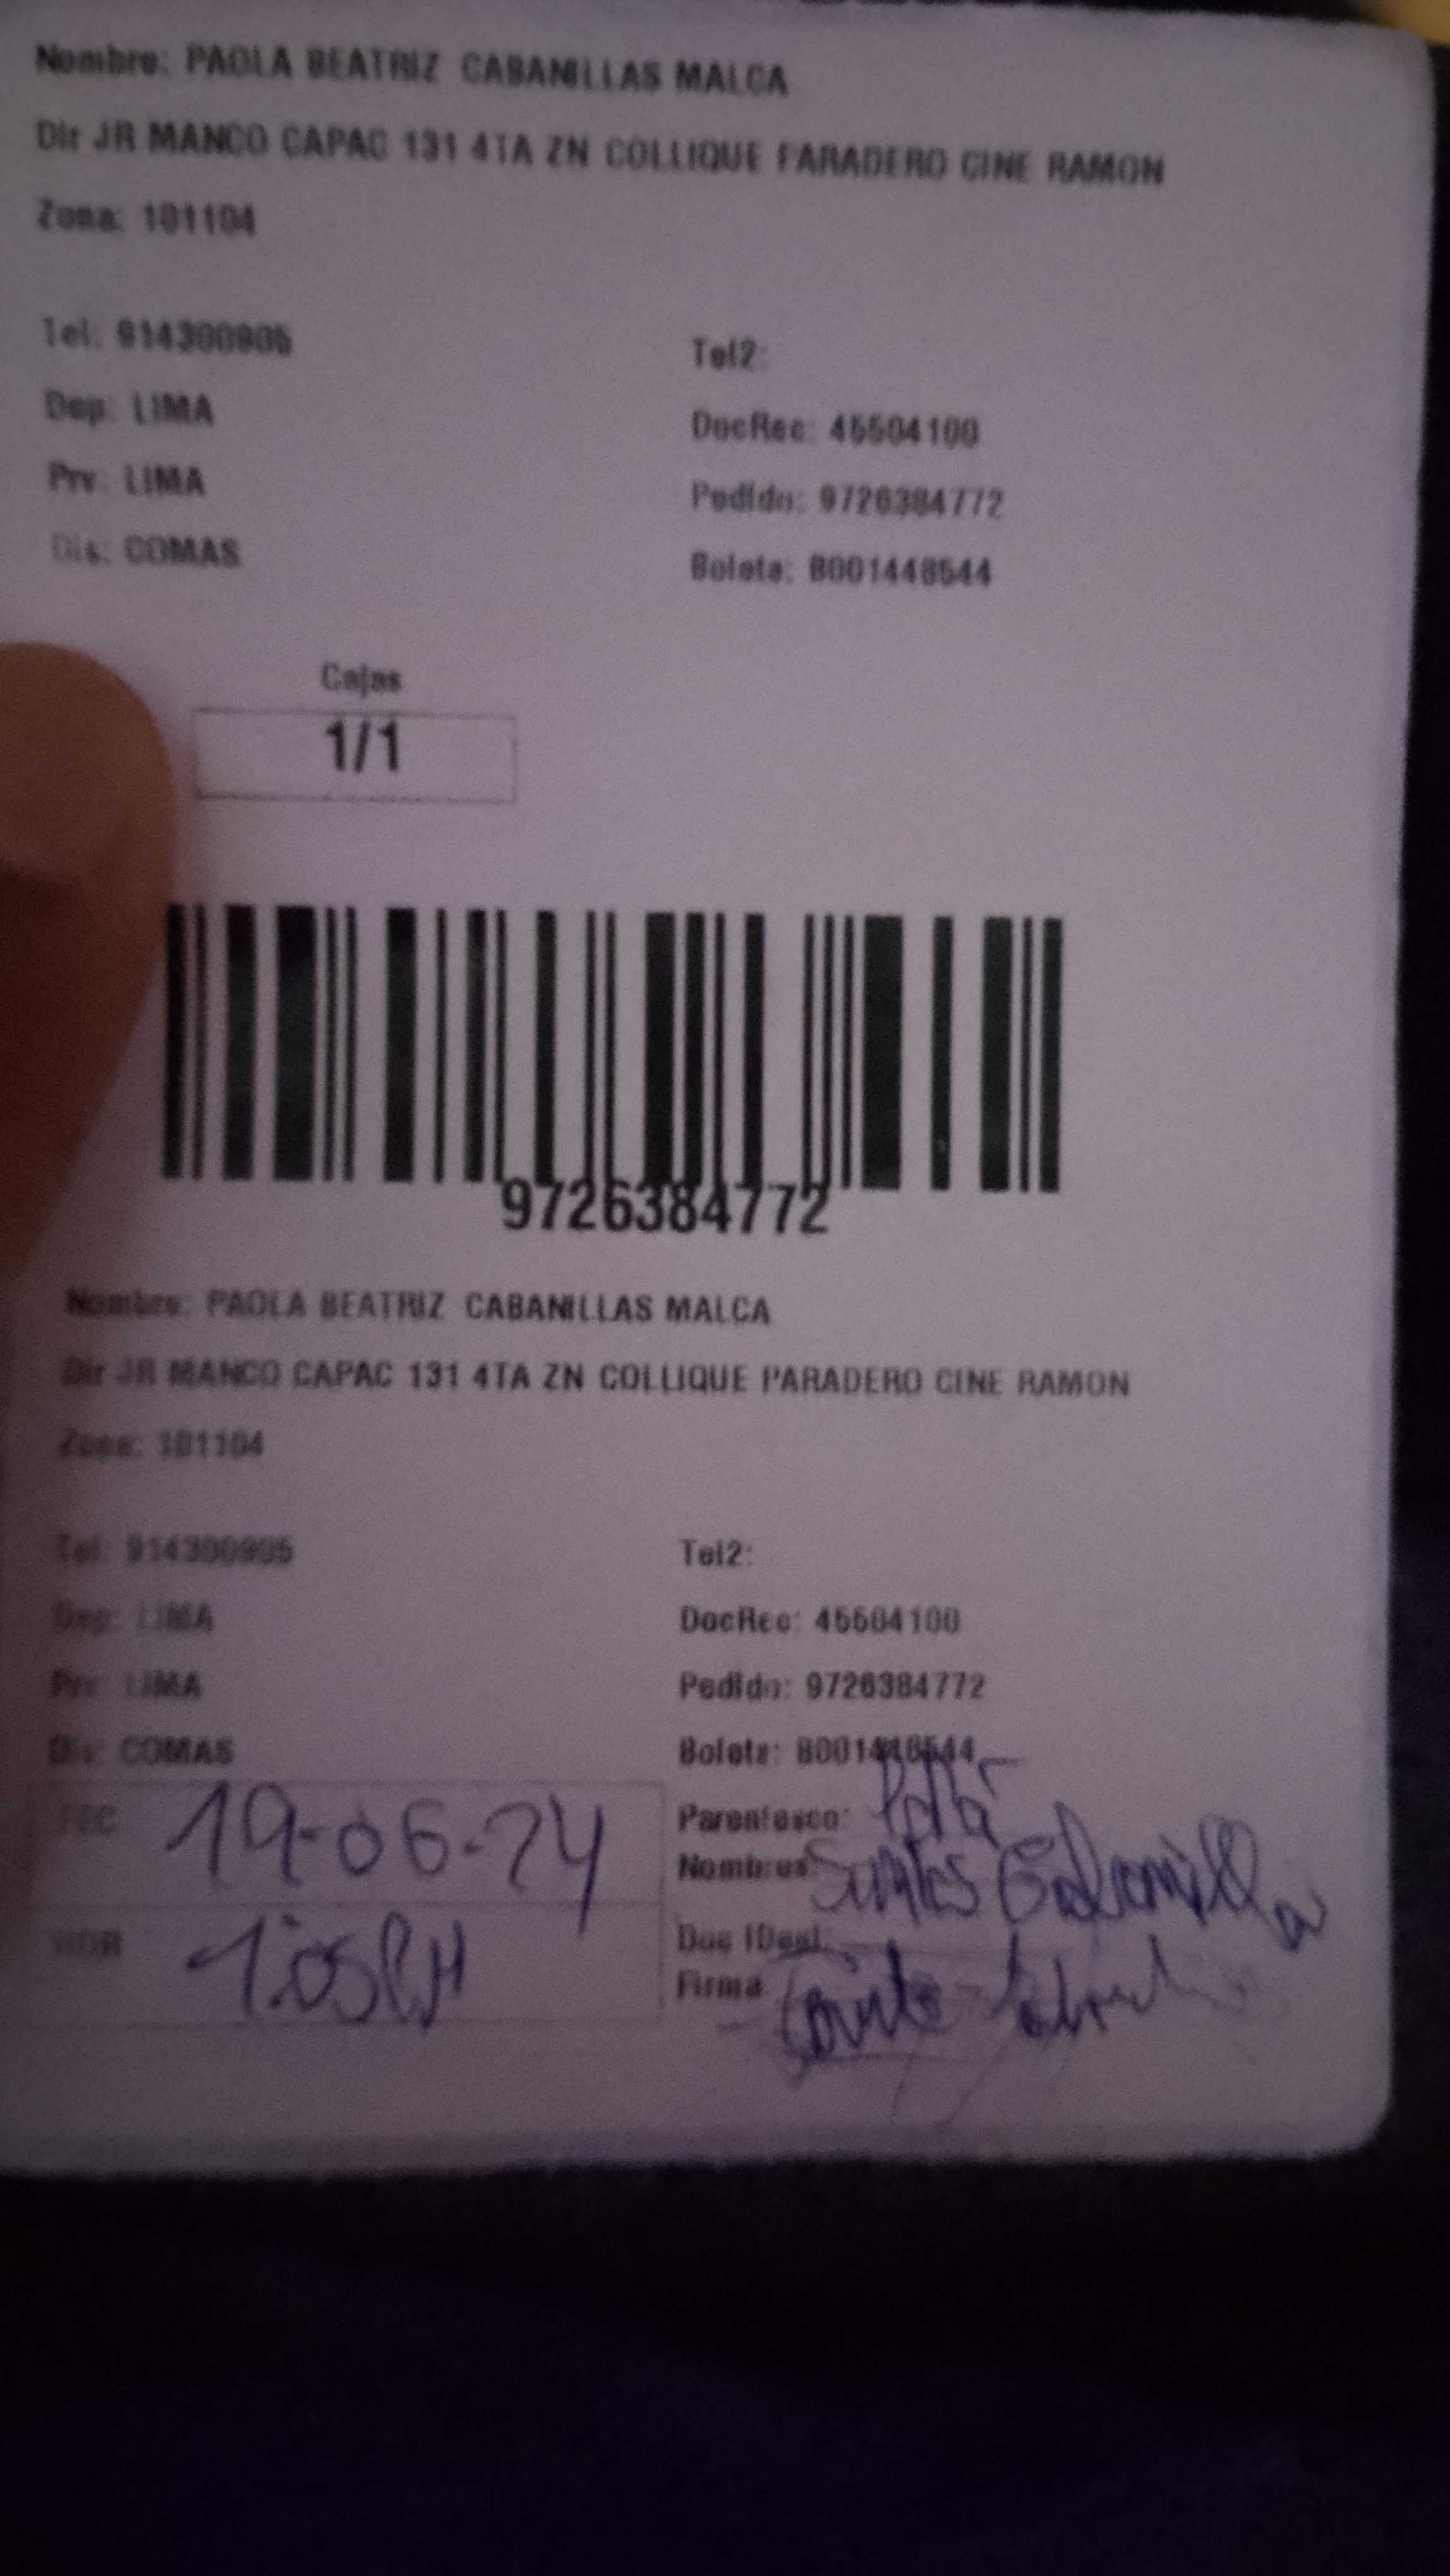 Nombre: PAOLA BEATRIZ CABANILLAS MALCA
Dir JR MANCO CAPAC 131 4TA ZN COLLIQUE PARADERO CINE RAMON
Zona: 101104
Tel: 914300905
Tel2:
Dep: LIMA
DocRec: 45504100
Prv: LIMA
Pedido: 9726384772
Dis: COMAS
Boleta: B001448544
Cajas
1/1
9726384772
Nombre: PAOLA BEATRIZ CABANILLAS MALCA
Dir JR MANCO CAPAC 131 4TA ZN COLLIQUE PARADERO CINE RAMON
Zona: 101104
Tel: 914300905
Tel2:
Dep: LIMA
DocRec: 45504100
Prv: LIMA
Pedido: 9726384772
Dis: COMAS
Boleta:
FEC 19-06-24
Parentesco:
Nombres:
HOR
Doc IDent:
Firma